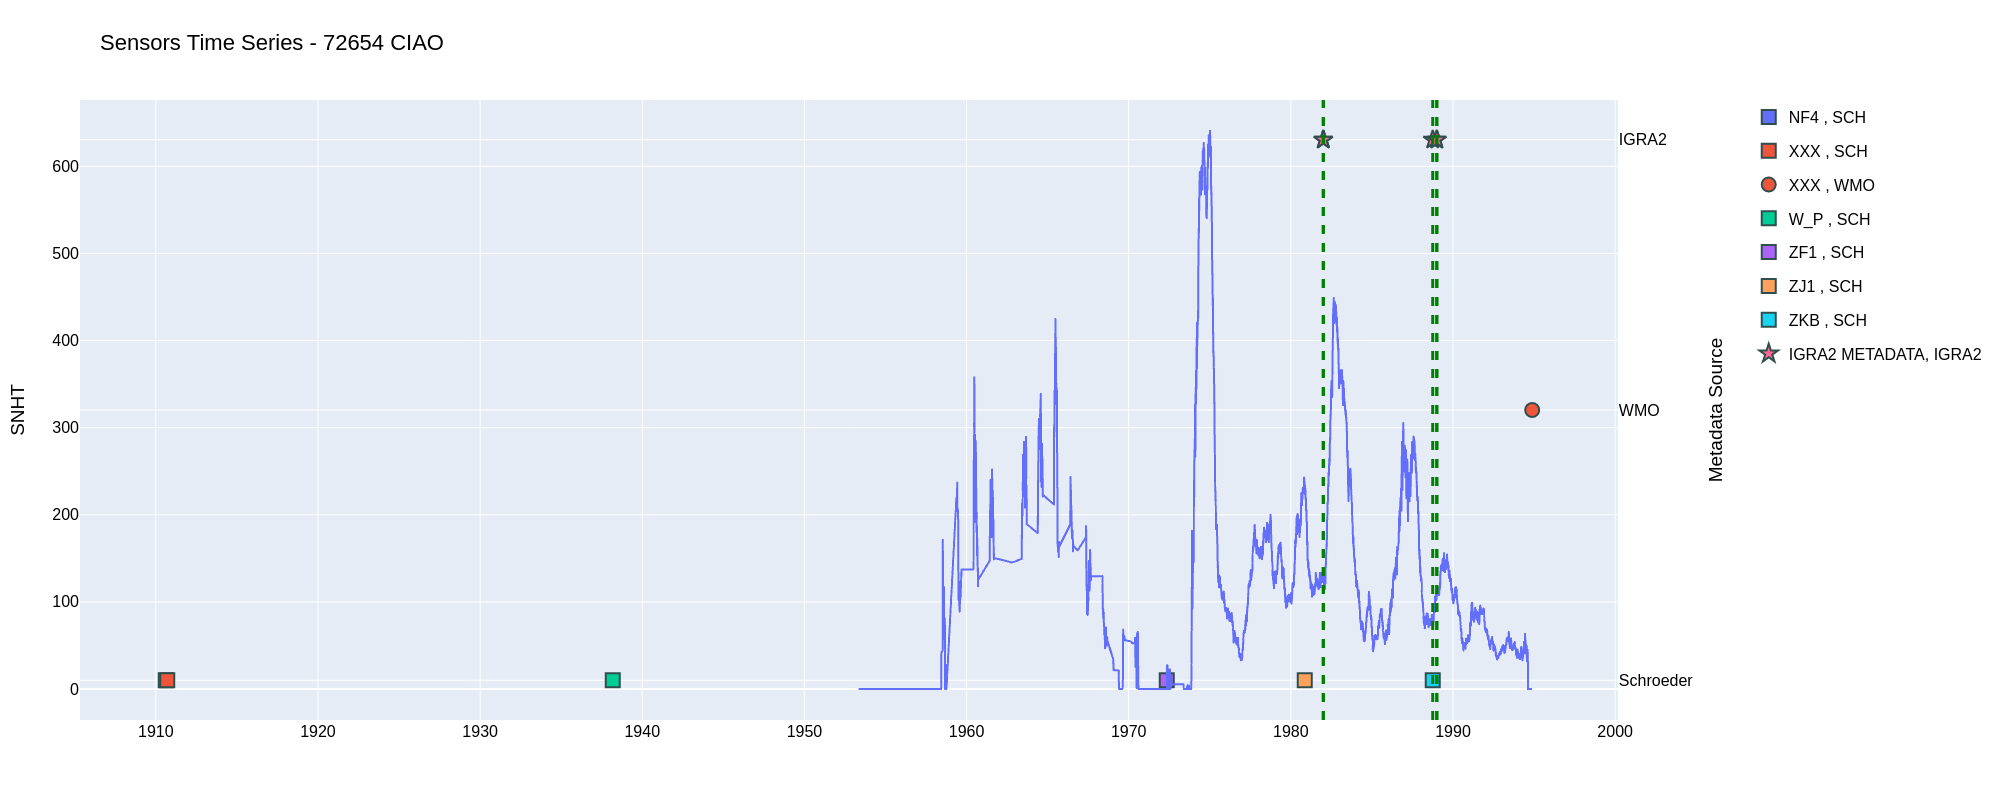 Sensors Time Series - 72654 CIAO
SNHT
600
500
400
300
200
100
0
1910
1920
1930
1940
1950
1960
1970
1980
1990
2000
IGRA2
WMO
Schroeder
Metadata Source
NF4 , SCH
XXX , SCH
XXX , WMO
W_P , SCH
ZF1 , SCH
ZJ1 , SCH
ZKB , SCH
IGRA2 METADATA, IGRA2